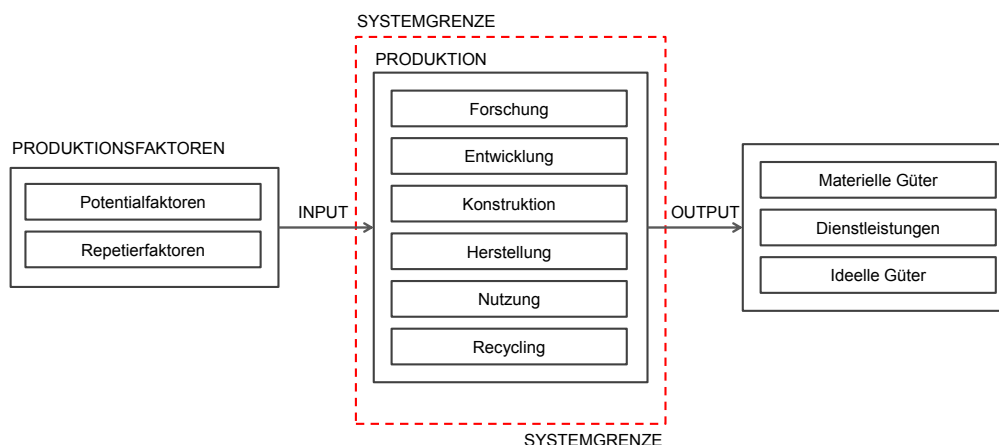 SYSTEMGRENZE
PRODUKTION
Forschung
Entwicklung
Konstruktion
Herstellung
Nutzung
Recycling
PRODUKTIONSFAKTOREN
Potentialfaktoren
Repetierfaktoren
INPUT
OUTPUT
Materielle Güter
Dienstleistungen
Ideelle Güter
SYSTEMGRENZE